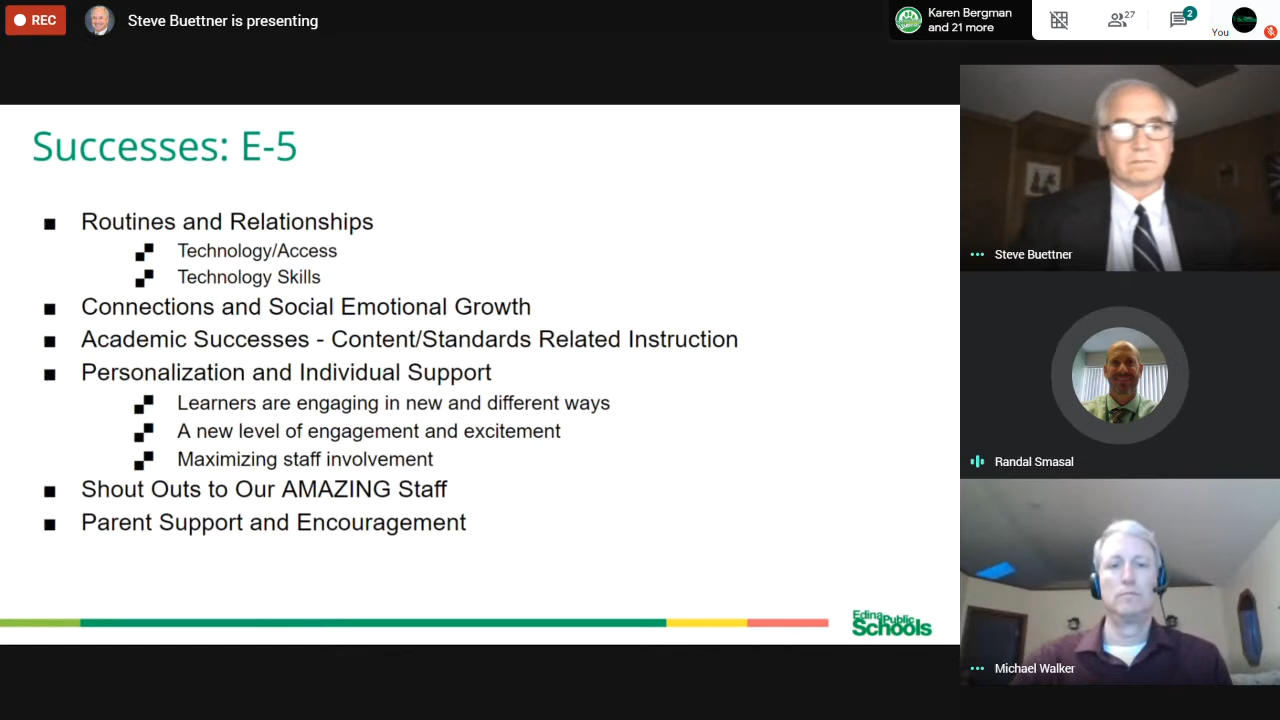 REC
Steve Buettner is presenting
Karen Bergman
and 21 more
27
2
You
Successes: E-5
Routines and Relationships
Technology/Access
Technology Skills
Connections and Social Emotional Growth
Academic Successes - Content/Standards Related Instruction
Personalization and Individual Support
Learners are engaging in new and different ways
A new level of engagement and excitement
Maximizing staff involvement
Shout Outs to Our AMAZING Staff
Parent Support and Encouragement
Edina Public
Schools
Steve Buettner
Randal Smasal
Michael Walker